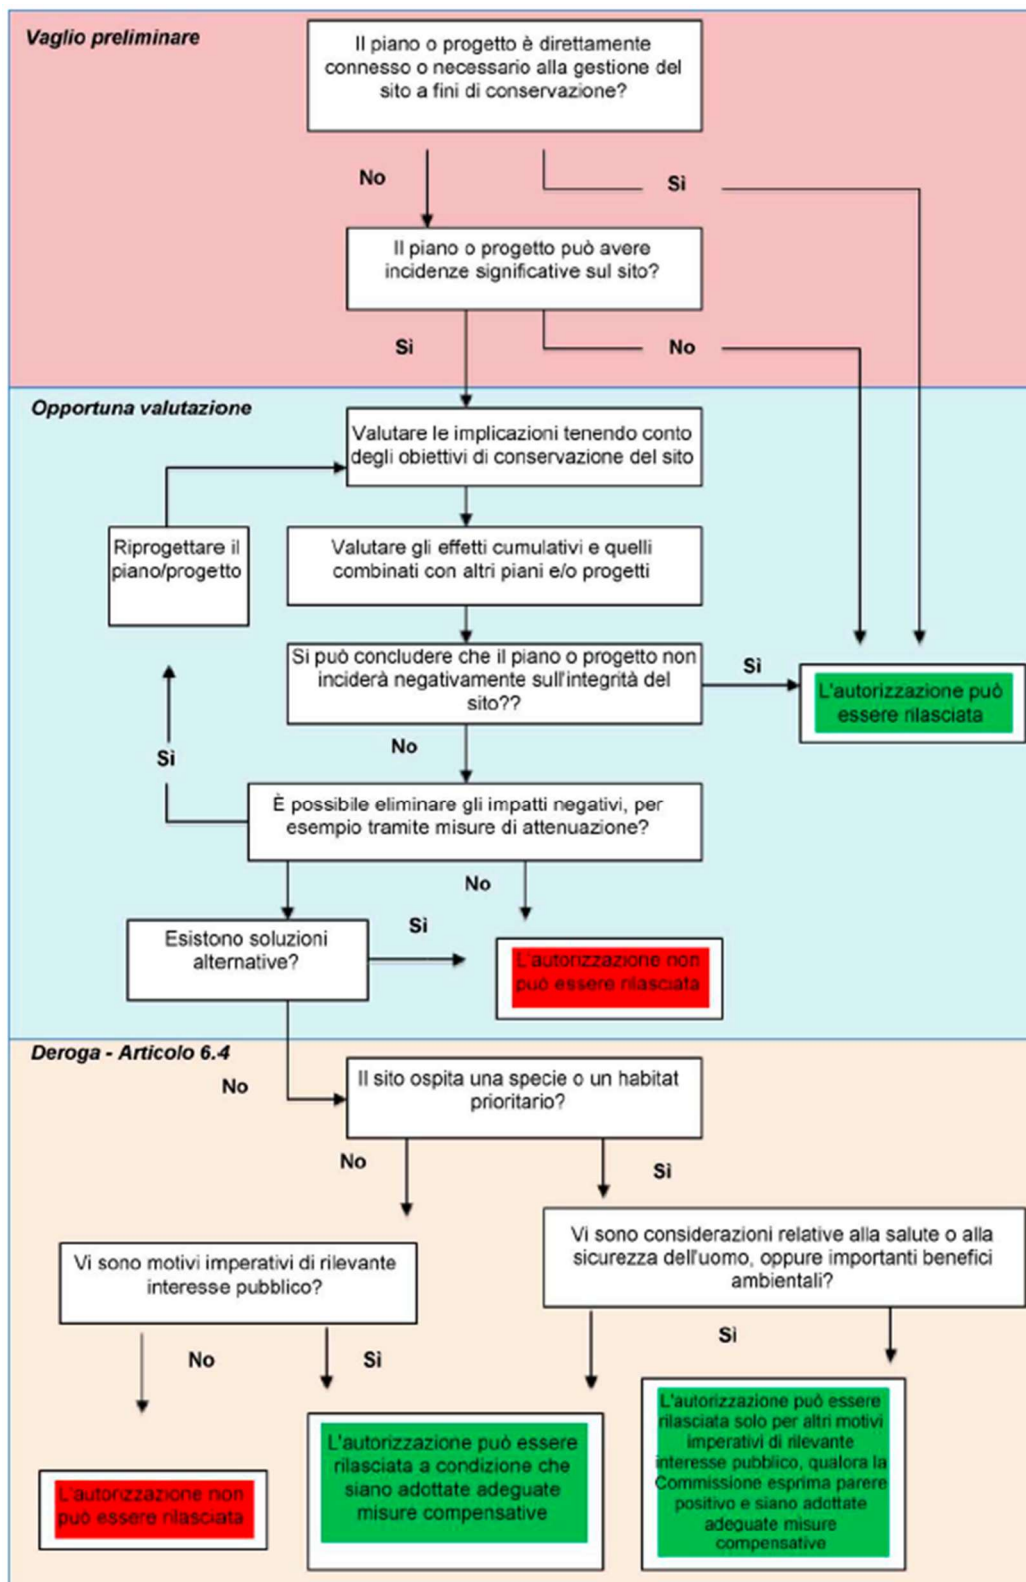 Vaglio preliminare
Il piano o progetto è direttamente
connesso o necessario alla gestione del
sito a fini di conservazione?
No
Sì
Il piano o progetto può avere
incidenze significative sul sito?
Sì
No
Opportuna valutazione
Valutare le implicazioni tenendo conto
degli obiettivi di conservazione del sito
Riprogettare il
piano/progetto
Valutare gli effetti cumulativi e quelli
combinati con altri piani e/o progetti
Si può concludere che il piano o progetto non
inciderà negativamente sull'integrità del
sito??
Sì
L'autorizzazione può
essere rilasciata
No
Sì
È possibile eliminare gli impatti negativi, per
esempio tramite misure di attenuazione?
No
Esistono soluzioni
alternative?
Sì
L'autorizzazione non
può essere rilasciata
Deroga - Articolo 6.4
No
Il sito ospita una specie o un habitat
prioritario?
No
Sì
Vi sono motivi imperativi di rilevante
interesse pubblico?
Vi sono considerazioni relative alla salute o alla
sicurezza dell'uomo, oppure importanti benefici
ambientali?
No
Sì
Sì
L'autorizzazione non
può essere rilasciata
L'autorizzazione può essere
rilasciata a condizione che
siano adottate adeguate
misure compensative
L'autorizzazione può essere
rilasciata solo per altri motivi
imperativi di rilevante
interesse pubblico, qualora la
Commissione esprima parere
positivo e siano adottate
adeguate misure
compensative